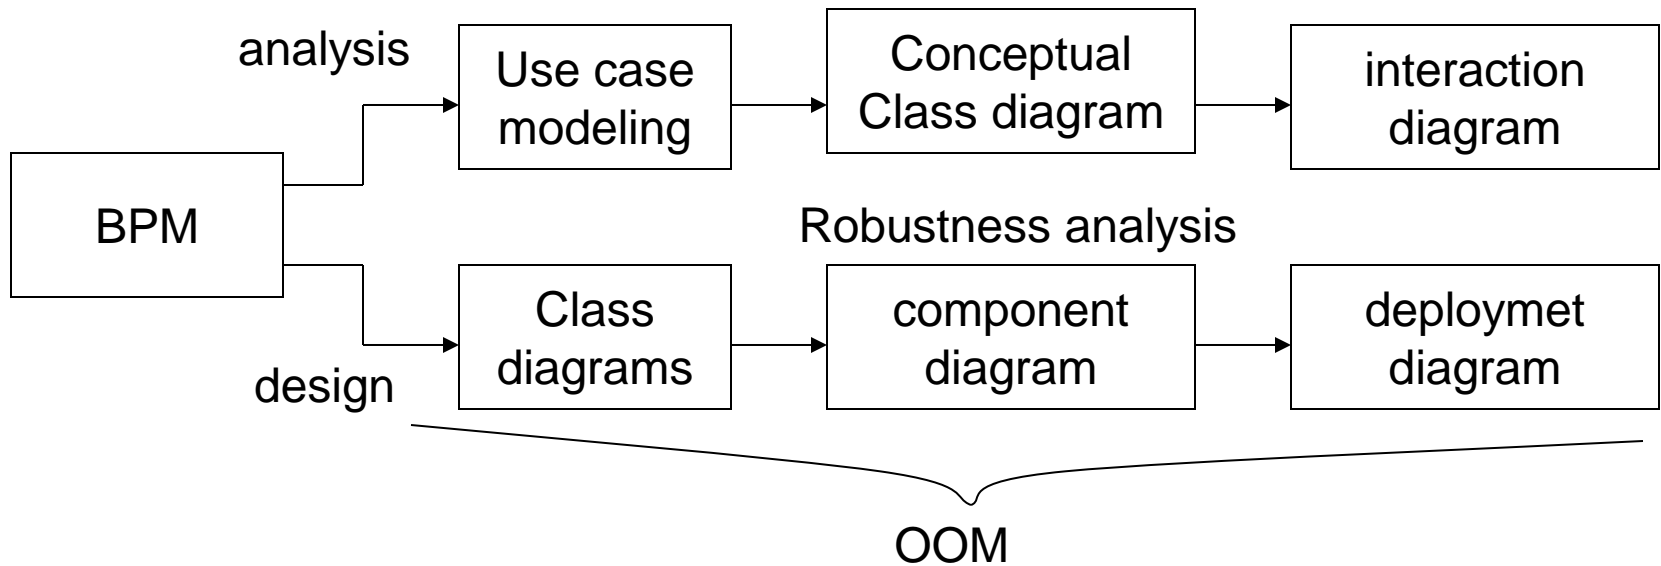 analysis
Use case
modeling
Conceptual
Class diagram
interaction
diagram
BPM
Robustness analysis
Class
diagrams
component
diagram
deploymet
diagram
design
OOM